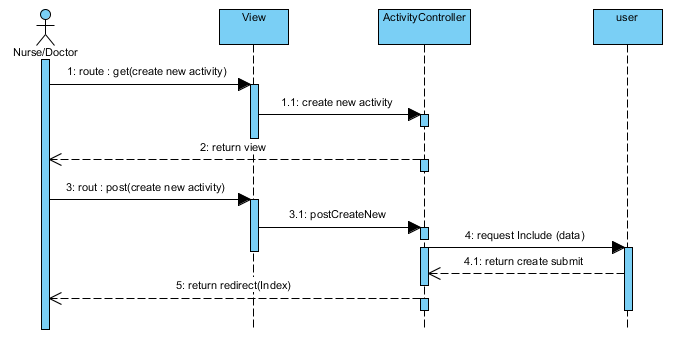 View
ActivityController
user
Nurse/Doctor
1: route : get(create new activity)
1.1: create new activity
2: return view
3: rout : post(create new activity)
3.1: postCreateNew
4: request Include (data)
4.1: return create submit
5: return redirect(Index)